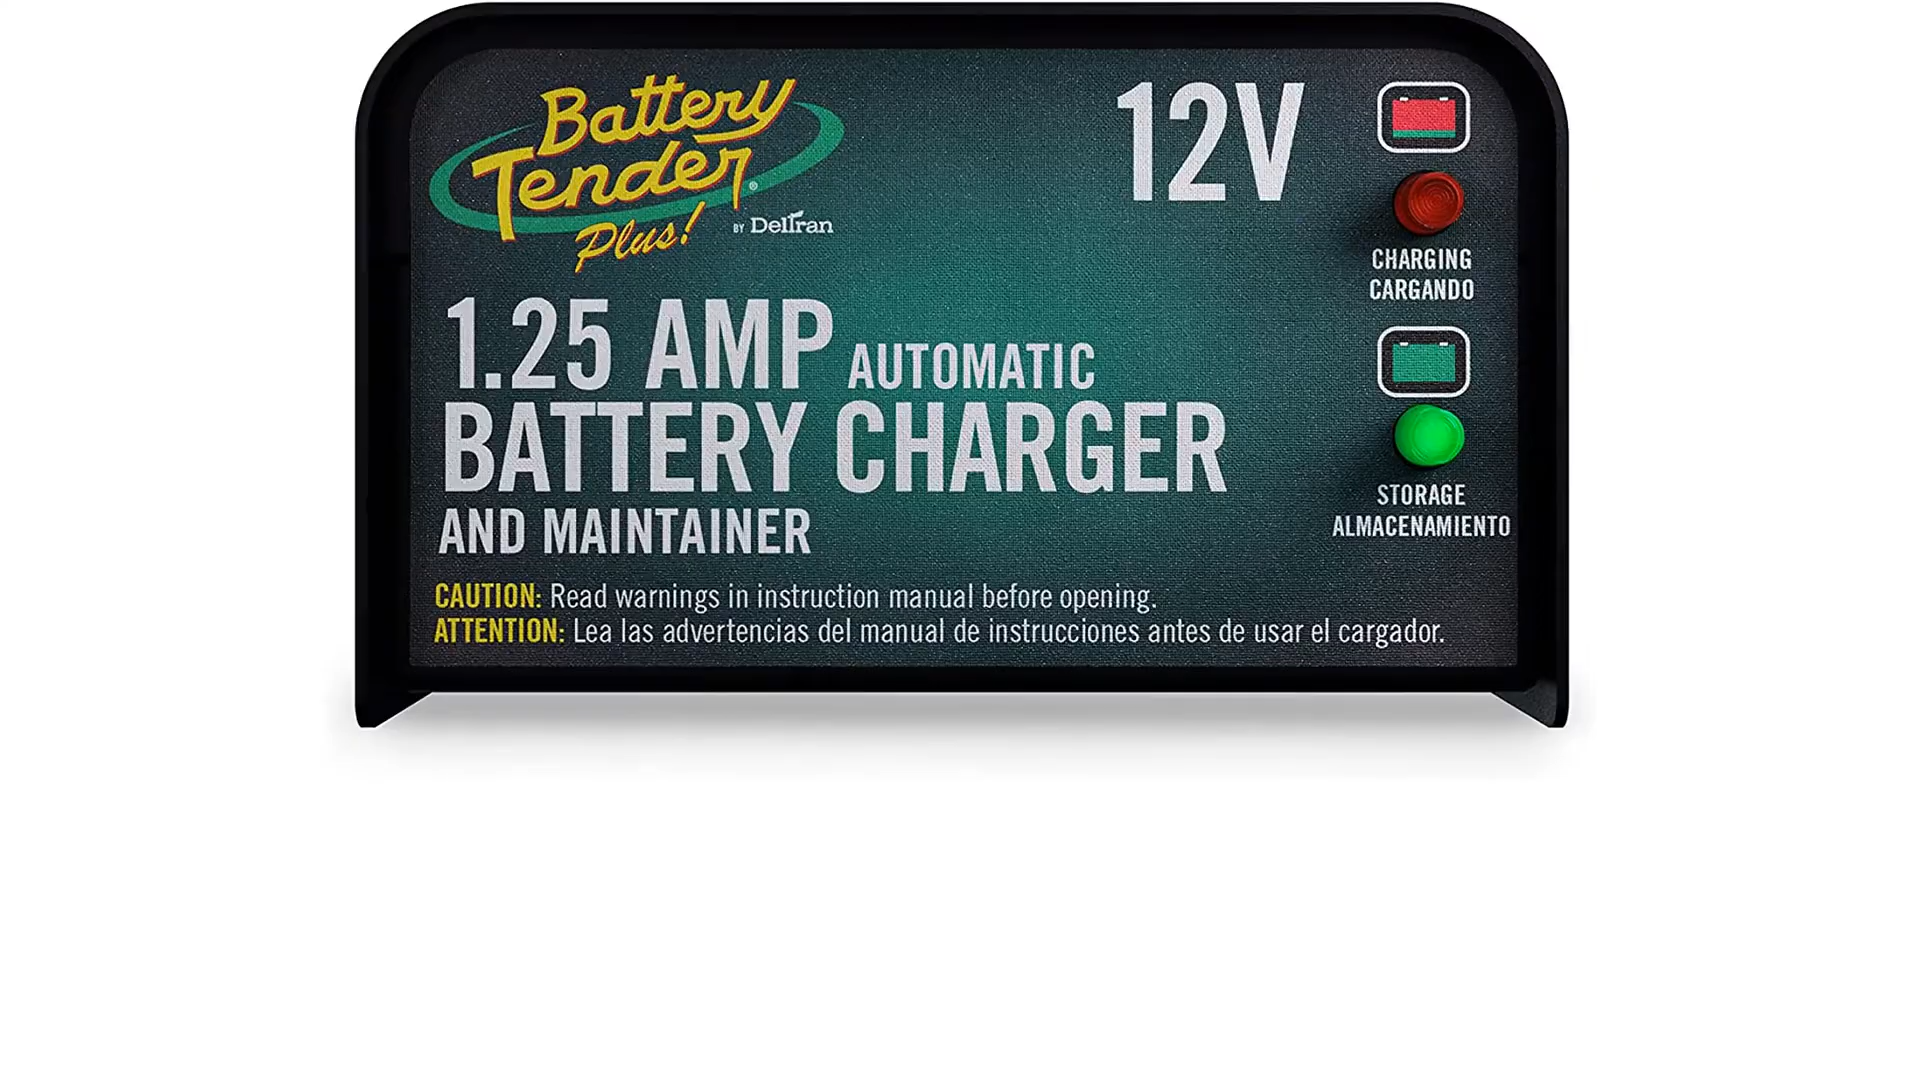 Battery
Tender®
Plus!
BY Deltran
12V
1.25 AMP AUTOMATIC
BATTERY CHARGER
AND MAINTAINER
CHARGING
CARGANDO
STORAGE
ALMACENAMIENTO
CAUTION: Read warnings in instruction manual before opening.
ATTENTION: Lea las advertencias del manual de instrucciones antes de usar el cargador.